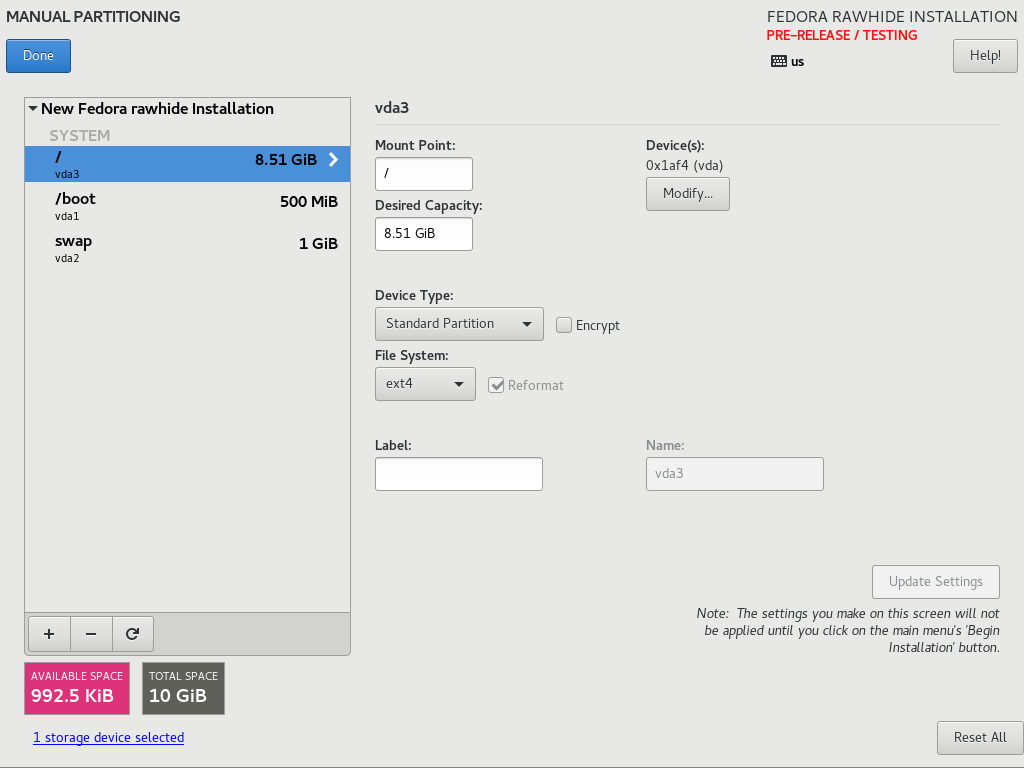 MANUAL PARTITIONING
FEDORA RAWHIDE INSTALLATION
PRE-RELEASE / TESTING
Done
us
Help!
New Fedora rawhide Installation
SYSTEM
/
8.51 GiB
vda3
/boot
500 MiB
vda1
swap
1 GiB
vda2
vda3
Mount Point:
/
Desired Capacity:
8.51 GiB
Device(s):
0x1af4 (vda)
Modify...
Device Type:
Standard Partition
Encrypt
File System:
ext4
Reformat
Label:
Name:
vda3
Update Settings
Note: The settings you make on this screen will not
be applied until you click on the main menu's 'Begin
Installation' button.
AVAILABLE SPACE
992.5 KiB
TOTAL SPACE
10 GiB
1 storage device selected
Reset All